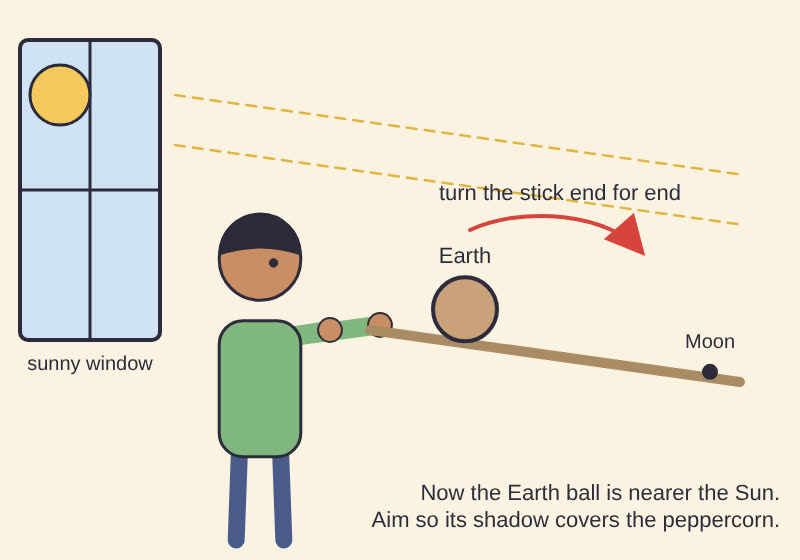 turn the stick end for end
Earth
Moon
sunny window
Now the Earth ball is nearer the Sun.
Aim so its shadow covers the peppercorn.